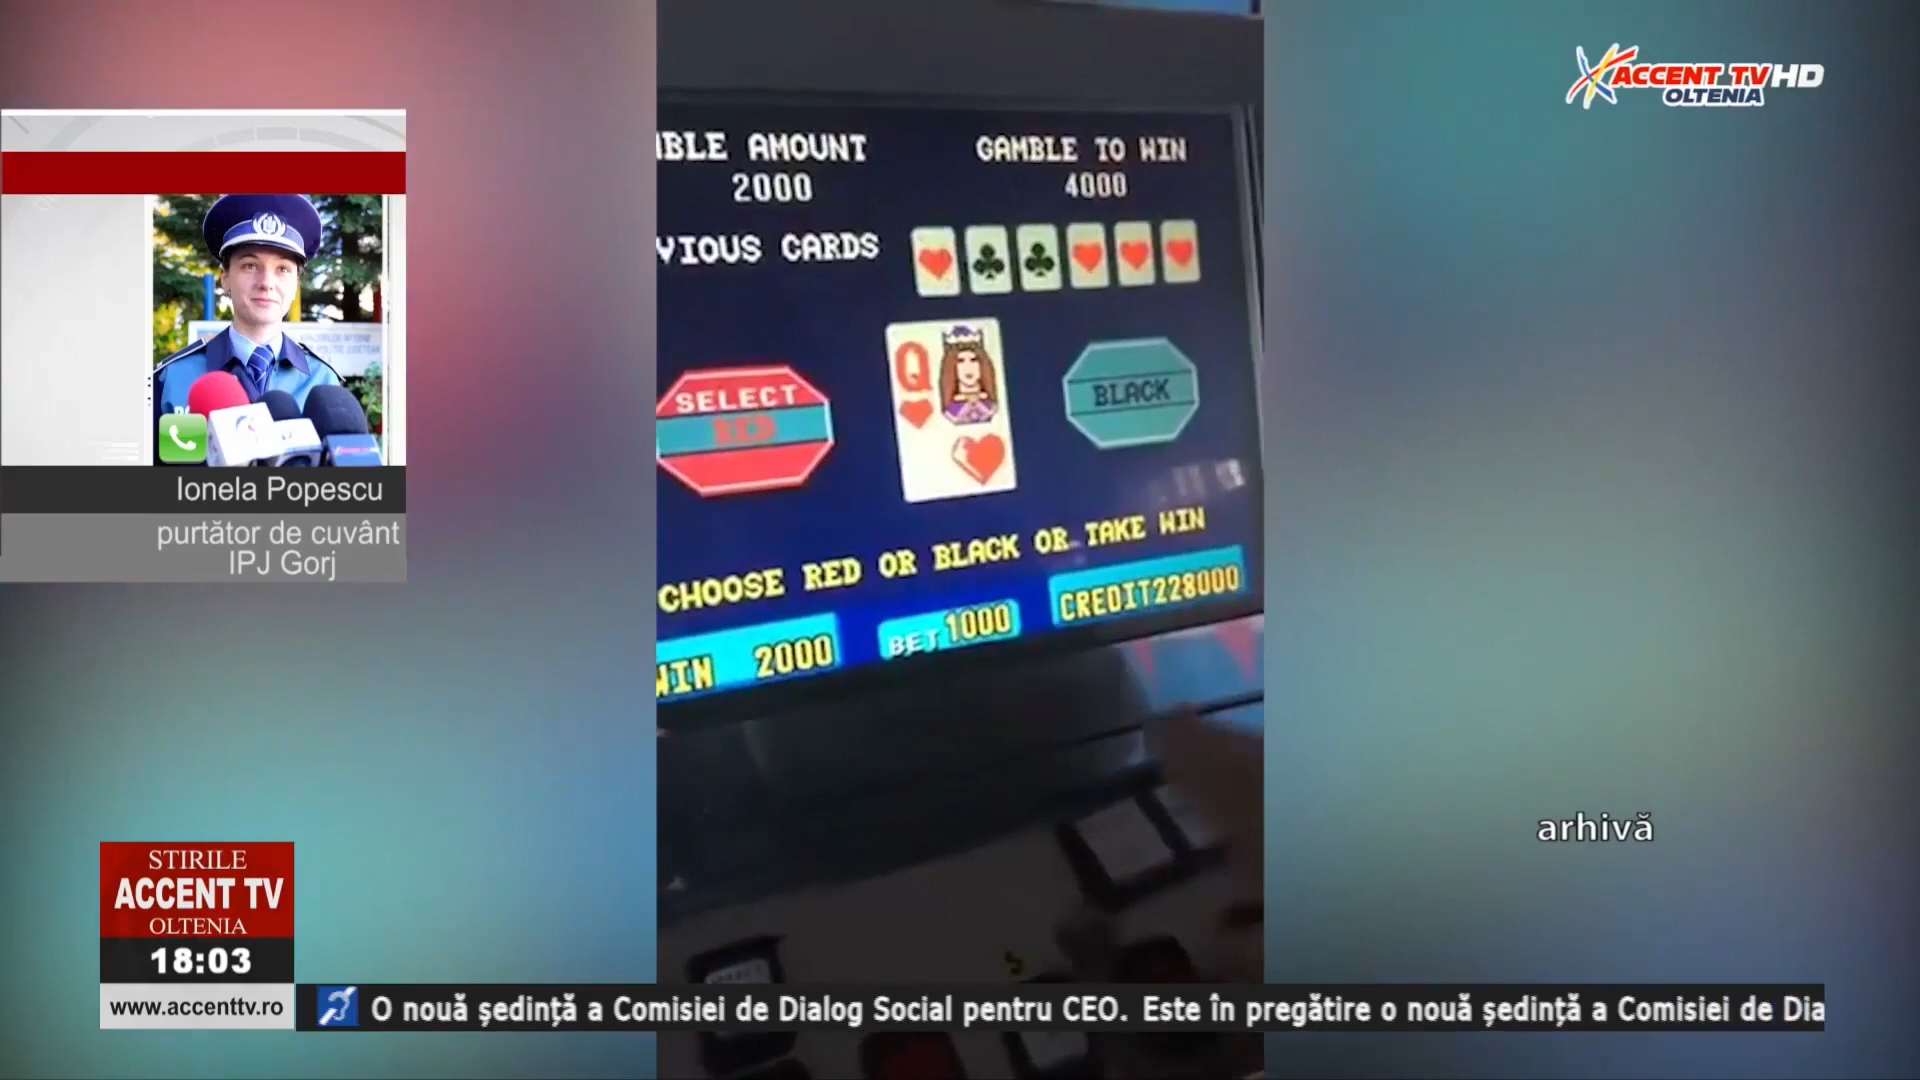 ACCENT TV HD
OLTENIA
Ionela Popescu
purtător de cuvânt
IPJ Gorj
BLE AMOUNT
2000
GAMBLE TO WIN
4000
VIOUS CARDS
SELECT
RED
Q
BLACK
CHOOSE RED OR BLACK OR TAKE WIN
WIN 2000
BET 1000
CREDIT 228000
arhivă
STIRILE
ACCENT TV
OLTENIA
18:03
www.accenttv.ro
O nouă ședință a Comisiei de Dialog Social pentru CEO. Este în pregătire o nouă ședință a Comisiei de Dia